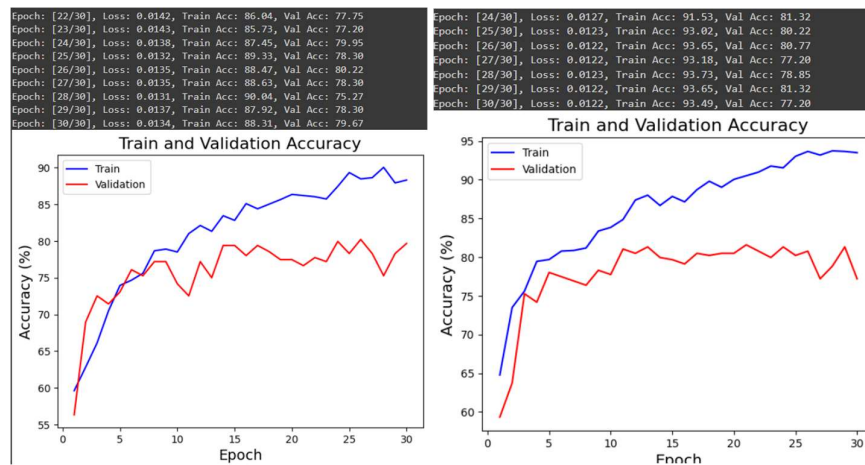 Epoch: [22/30], Loss: 0.0142, Train Acc: 86.04, Val Acc: 77.75
Epoch: [23/30], Loss: 0.0143, Train Acc: 85.73, Val Acc: 77.20
Epoch: [24/30], Loss: 0.0138, Train Acc: 87.45, Val Acc: 79.95
Epoch: [25/30], Loss: 0.0132, Train Acc: 89.33, Val Acc: 78.30
Epoch: [26/30], Loss: 0.0135, Train Acc: 88.47, Val Acc: 80.22
Epoch: [27/30], Loss: 0.0135, Train Acc: 88.63, Val Acc: 78.30
Epoch: [28/30], Loss: 0.0131, Train Acc: 90.04, Val Acc: 75.27
Epoch: [29/30], Loss: 0.0137, Train Acc: 87.92, Val Acc: 78.30
Epoch: [30/30], Loss: 0.0134, Train Acc: 88.31, Val Acc: 79.67
Train and Validation Accuracy
Train
Validation
90
85
80
75
70
65
60
55
Accuracy (%)
0 5 10 15 20 25 30
Epoch
Epoch: [24/30], Loss: 0.0127, Train Acc: 91.53, Val Acc: 81.32
Epoch: [25/30], Loss: 0.0123, Train Acc: 93.02, Val Acc: 80.22
Epoch: [26/30], Loss: 0.0122, Train Acc: 93.65, Val Acc: 80.77
Epoch: [27/30], Loss: 0.0122, Train Acc: 93.18, Val Acc: 77.20
Epoch: [28/30], Loss: 0.0123, Train Acc: 93.73, Val Acc: 78.85
Epoch: [29/30], Loss: 0.0122, Train Acc: 93.65, Val Acc: 81.32
Epoch: [30/30], Loss: 0.0122, Train Acc: 93.49, Val Acc: 77.20
Train and Validation Accuracy
Train
Validation
95
90
85
80
75
70
65
60
Accuracy (%)
0 5 10 15 20 25 30
Epoch